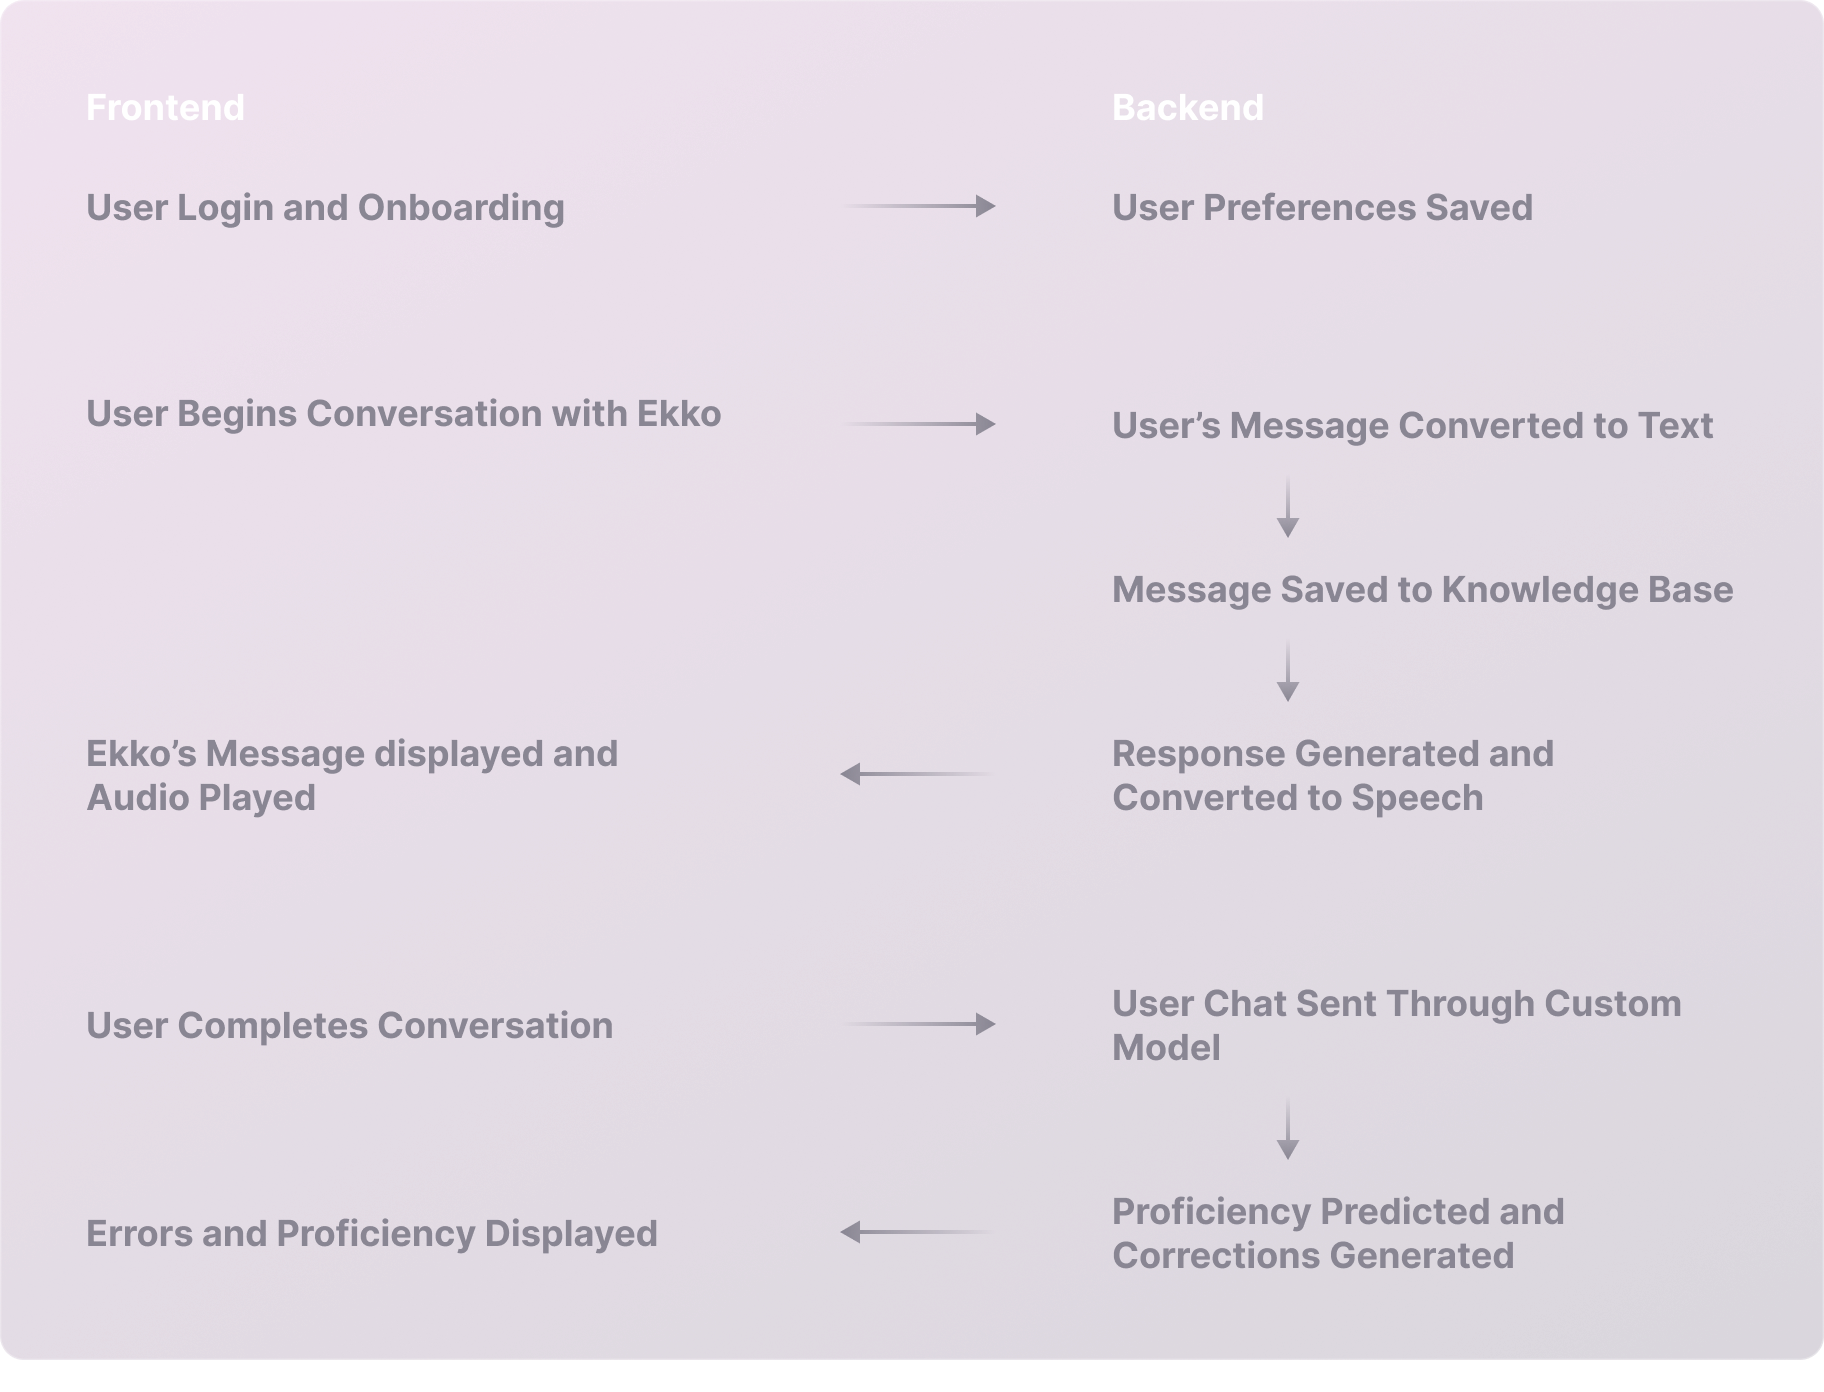 Frontend
Backend
User Login and Onboarding
User Preferences Saved
User Begins Conversation with Ekko
User’s Message Converted to Text
Message Saved to Knowledge Base
Ekko’s Message displayed and
Audio Played
Response Generated and
Converted to Speech
User Completes Conversation
User Chat Sent Through Custom
Model
Errors and Proficiency Displayed
Proficiency Predicted and
Corrections Generated